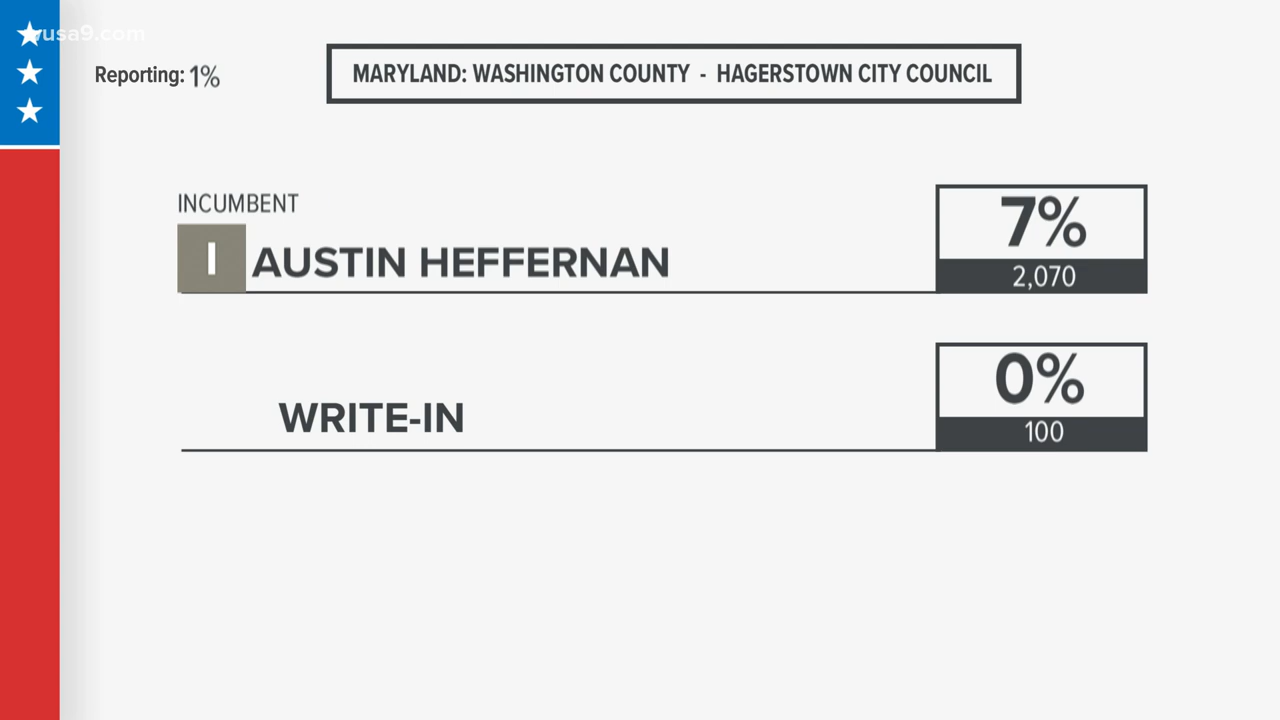 wusa9.com
Reporting: 1%
MARYLAND: WASHINGTON COUNTY - HAGERSTOWN CITY COUNCIL
INCUMBENT
I AUSTIN HEFFERNAN
7%
2,070
WRITE-IN
0%
100